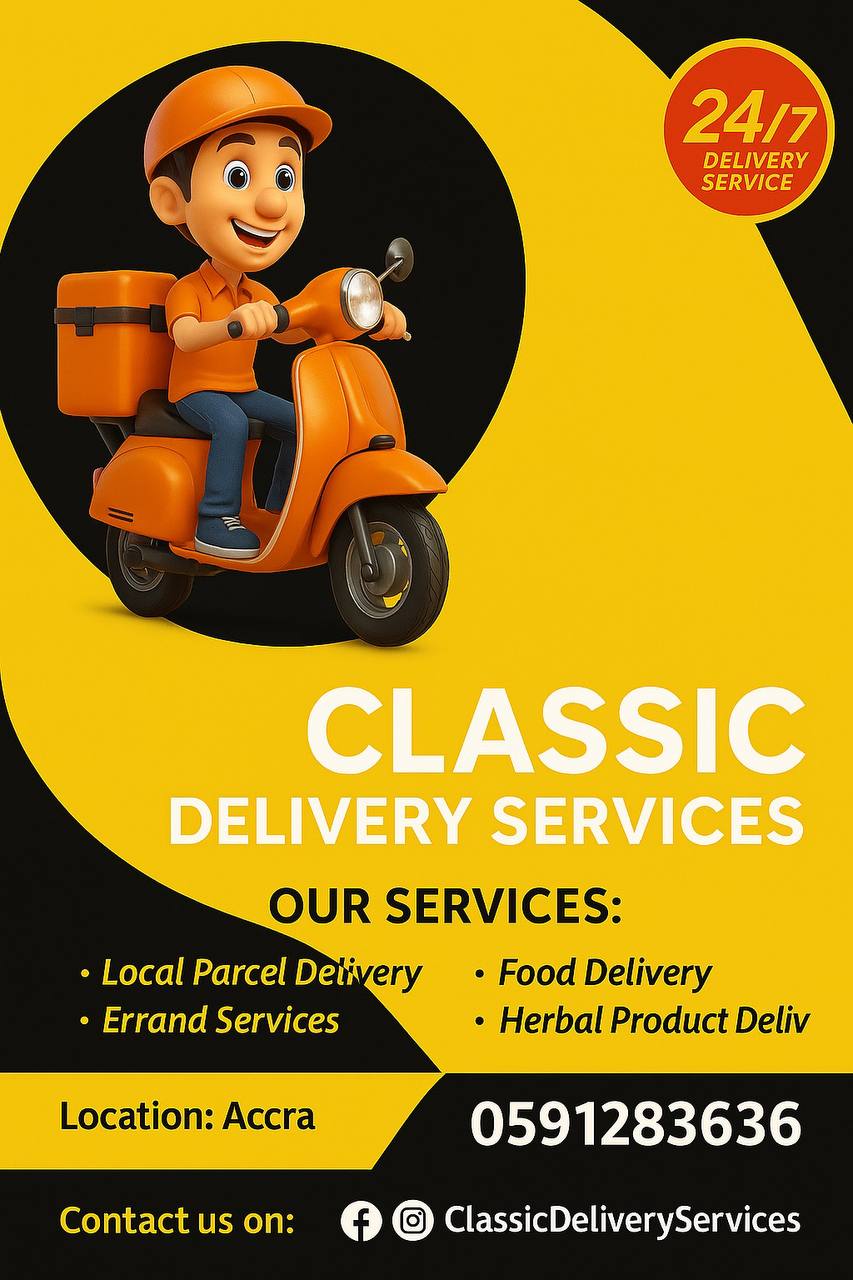 24/7
DELIVERY
SERVICE
CLASSIC
DELIVERY SERVICES
OUR SERVICES:
• Local Parcel Delivery
• Errand Services
• Food Delivery
• Herbal Product Deliv
Location: Accra
0591283636
Contact us on:
ClassicDeliveryServices